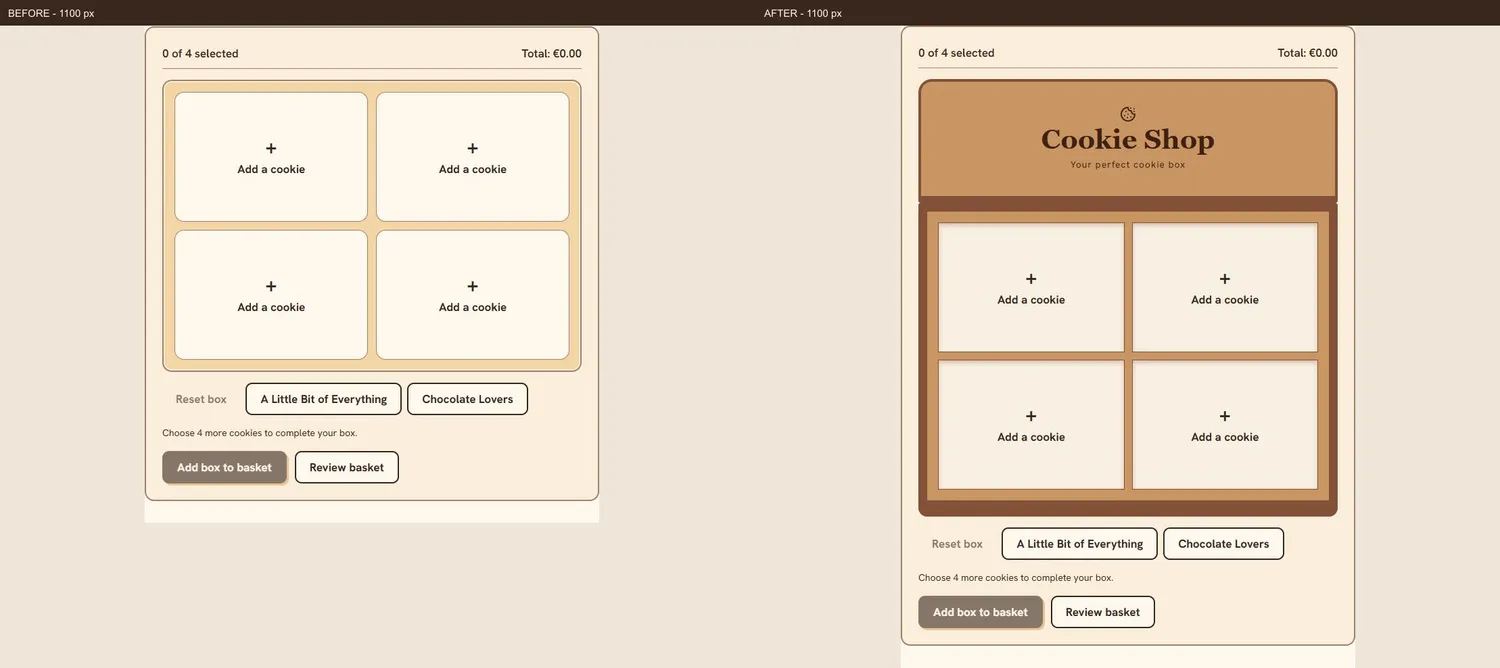 BEFORE - 1100 px
0 of 4 selected
Total: €0.00
+
Add a cookie
+
Add a cookie
+
Add a cookie
+
Add a cookie
Reset box
A Little Bit of Everything
Chocolate Lovers
Choose 4 more cookies to complete your box.
Add box to basket
Review basket
AFTER - 1100 px
0 of 4 selected
Total: €0.00
Cookie Shop
Your perfect cookie box
+
Add a cookie
+
Add a cookie
+
Add a cookie
+
Add a cookie
Reset box
A Little Bit of Everything
Chocolate Lovers
Choose 4 more cookies to complete your box.
Add box to basket
Review basket